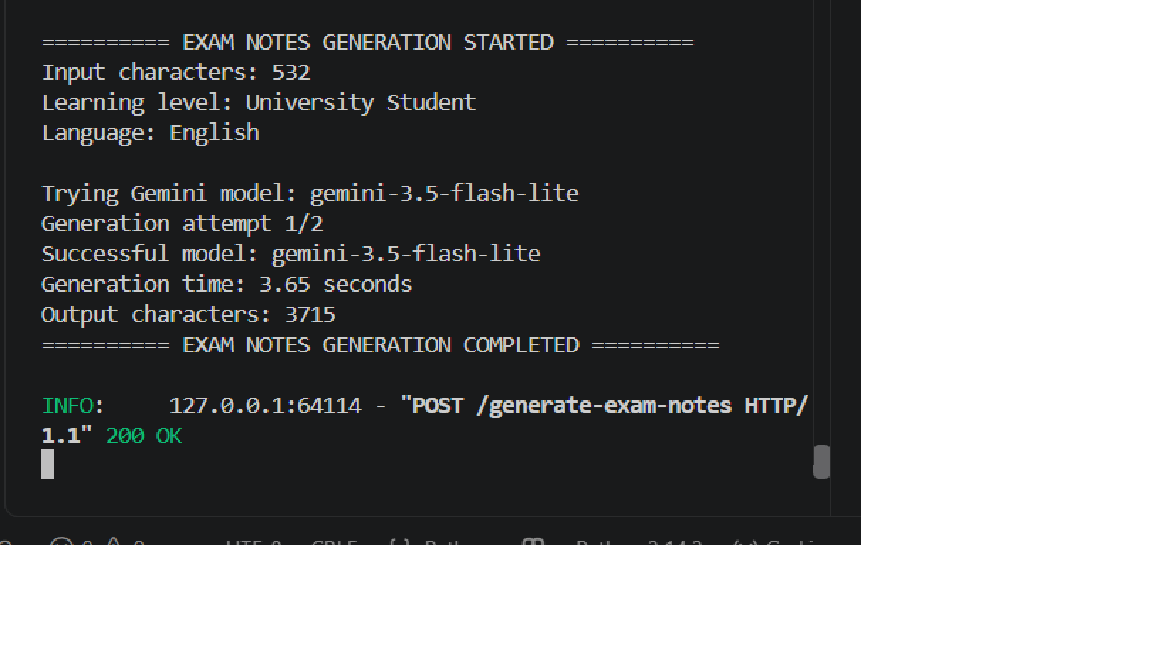 ========== EXAM NOTES GENERATION STARTED ==========
Input characters: 532
Learning level: University Student
Language: English
Trying Gemini model: gemini-3.5-flash-lite
Generation attempt 1/2
Successful model: gemini-3.5-flash-lite
Generation time: 3.65 seconds
Output characters: 3715
========== EXAM NOTES GENERATION COMPLETED ==========
INFO:     127.0.0.1:64114 - "POST /generate-exam-notes HTTP/
1.1" 200 OK